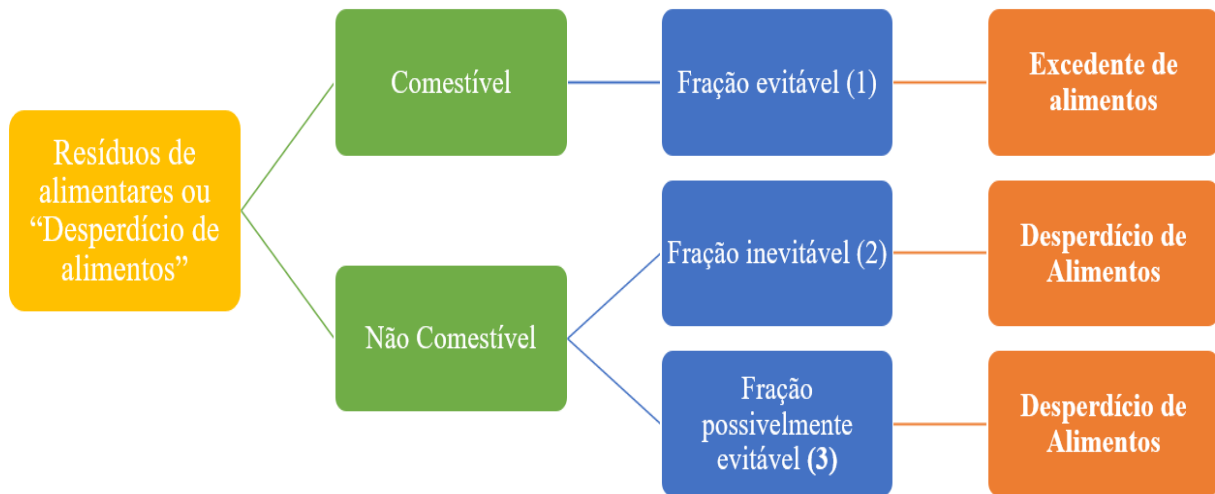 Resíduos de
alimentares ou
“Desperdício de
alimentos”
Comestível
Fração evitável (1)
Excedente de
alimentos
Não Comestível
Fração inevitável (2)
Desperdício de
Alimentos
Fração
possivelmente
evitável (3)
Desperdício de
Alimentos